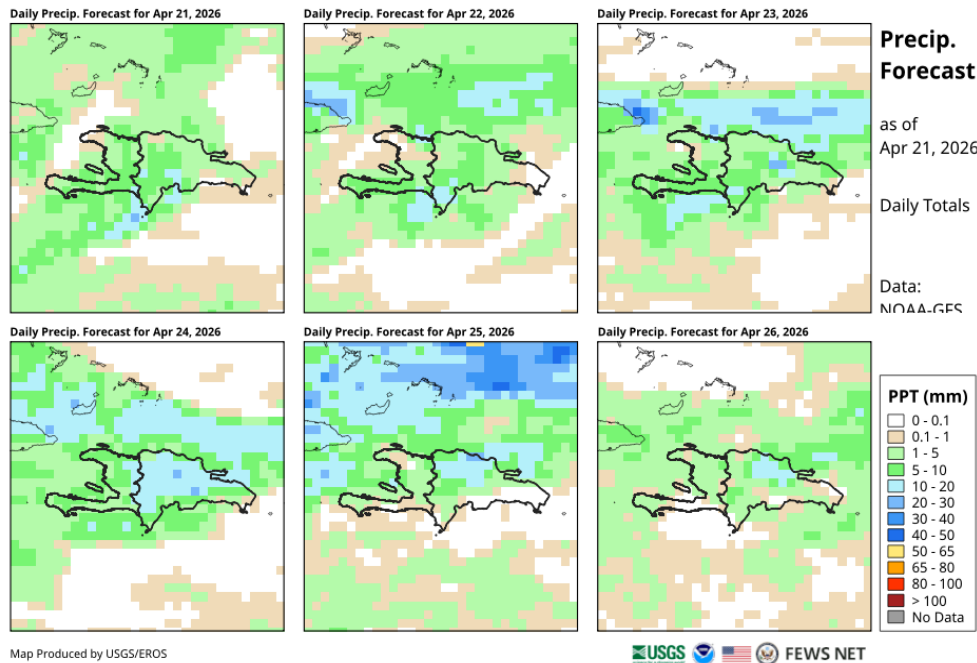 Daily Precip. Forecast for Apr 21, 2026
Daily Precip. Forecast for Apr 22, 2026
Daily Precip. Forecast for Apr 23, 2026
Precip.
Forecast
as of
Apr 21, 2026
Daily Totals
Data:
NOAA-GFS
Daily Precip. Forecast for Apr 24, 2026
Daily Precip. Forecast for Apr 25, 2026
Daily Precip. Forecast for Apr 26, 2026
PPT (mm)
0 - 0.1
0.1 - 1
1 - 5
5 - 10
10 - 20
20 - 30
30 - 40
40 - 50
50 - 65
65 - 80
80 - 100
> 100
No Data
Map Produced by USGS/EROS
USGS
FEWS NET